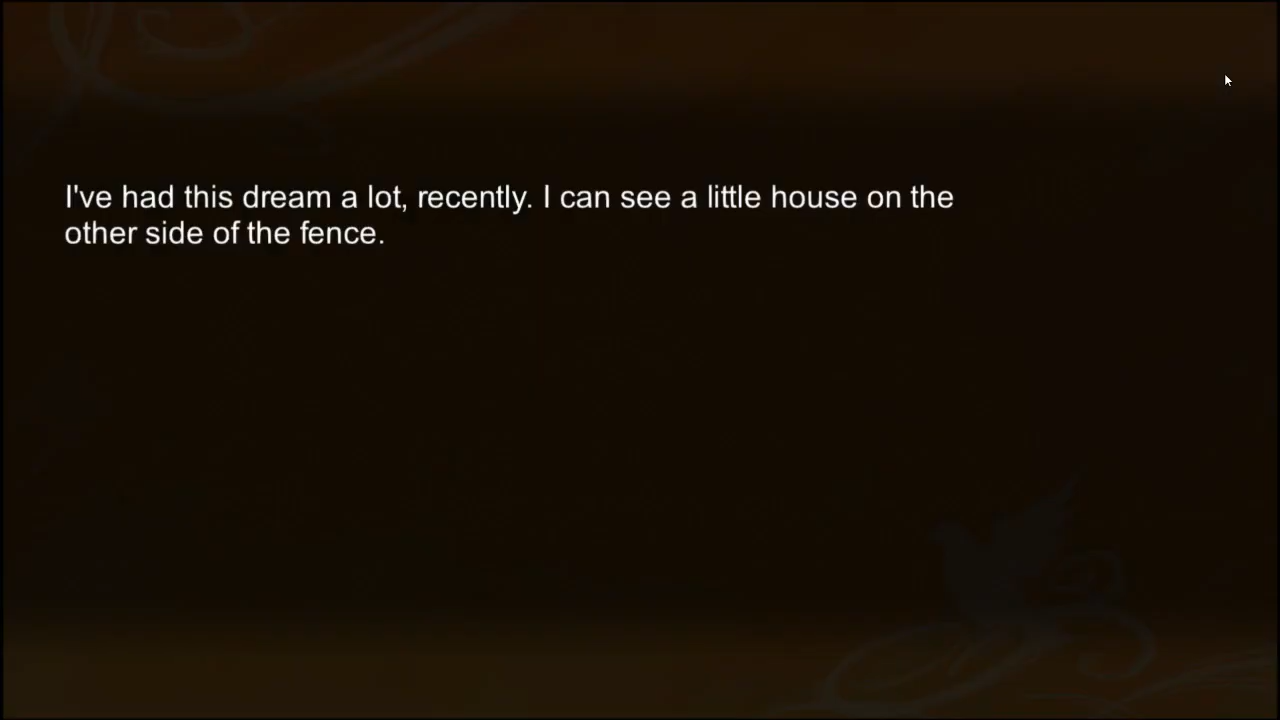 I've had this dream a lot, recently. I can see a little house on the
other side of the fence.